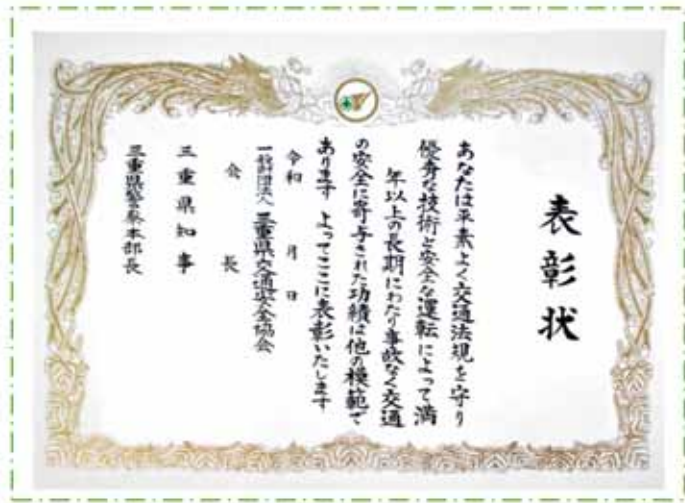 表彰状
あなたは平素よく交通法規を守り
優秀な技術と安全な運転によって満
年以上の長期にわたり事故なく交通
の安全に寄与された功績は他の模範で
あります よってここに表彰いたします
令和 月 日
一般財団法人 三重県交通安全協会
会長
三重県知事
三重県警察本部長